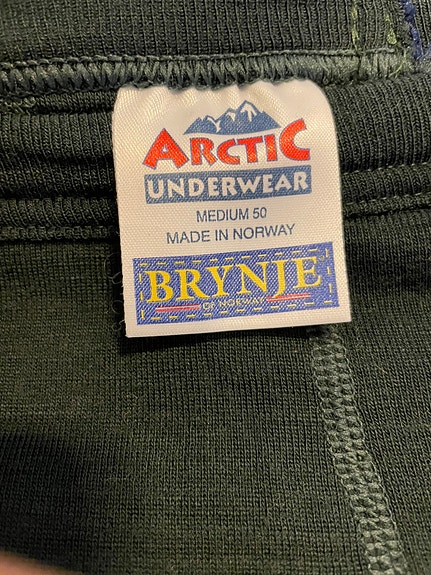 ARCTIC
UNDERWEAR
MEDIUM 50
MADE IN NORWAY
BRYNJE
OF NORWAY